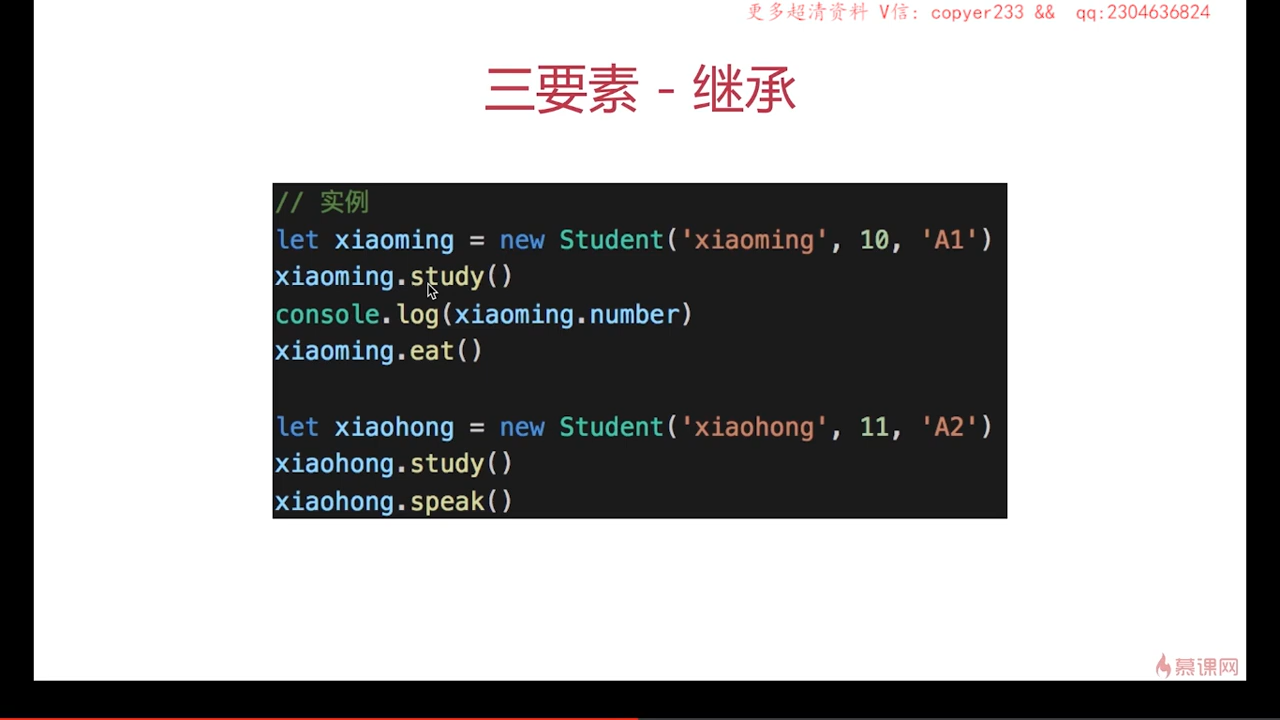 更多超清资料 V信: copyer233 && qq:2304636824
三要素 - 继承
// 实例
let xiaoming = new Student('xiaoming', 10, 'A1')
xiaoming.study()
console.log(xiaoming.number)
xiaoming.eat()
let xiaohong = new Student('xiaohong', 11, 'A2')
xiaohong.study()
xiaohong.speak()
慕课网